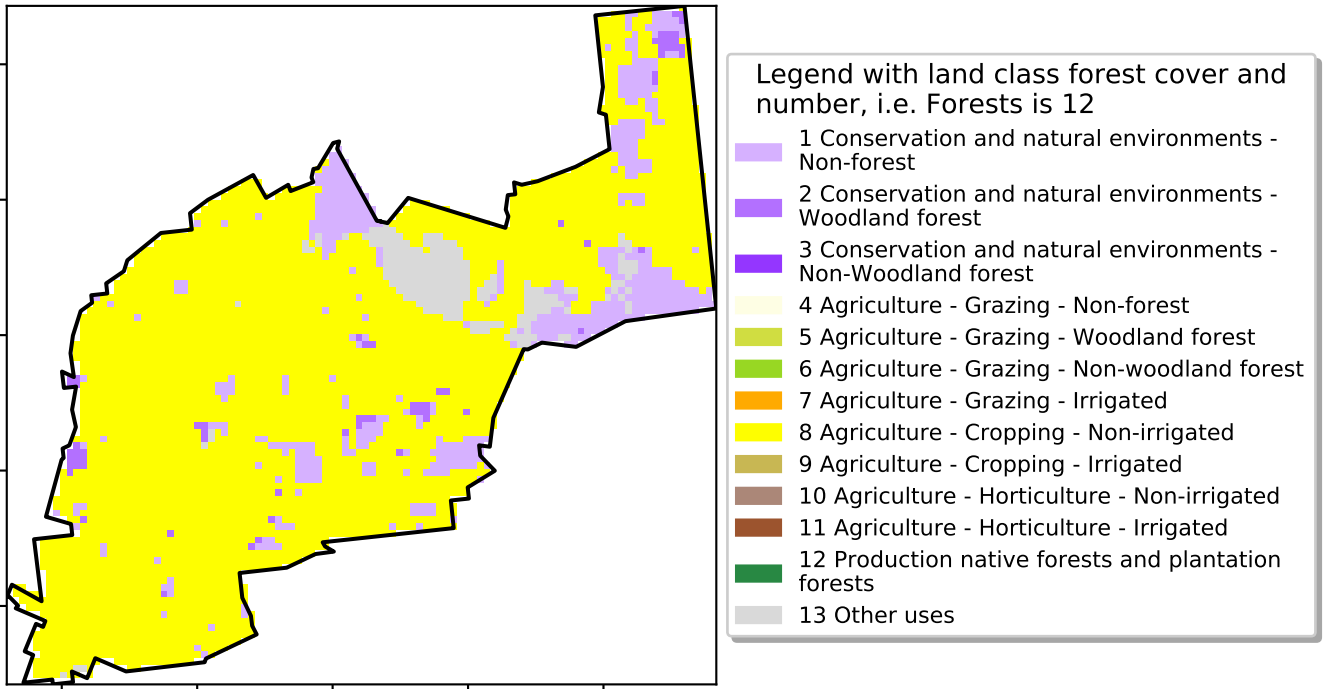 Legend with land class forest cover and
number, i.e. Forests is 12
1 Conservation and natural environments -
Non-forest
2 Conservation and natural environments -
Woodland forest
3 Conservation and natural environments -
Non-Woodland forest
4 Agriculture - Grazing - Non-forest
5 Agriculture - Grazing - Woodland forest
6 Agriculture - Grazing - Non-woodland forest
7 Agriculture - Grazing - Irrigated
8 Agriculture - Cropping - Non-irrigated
9 Agriculture - Cropping - Irrigated
10 Agriculture - Horticulture - Non-irrigated
11 Agriculture - Horticulture - Irrigated
12 Production native forests and plantation
forests
13 Other uses